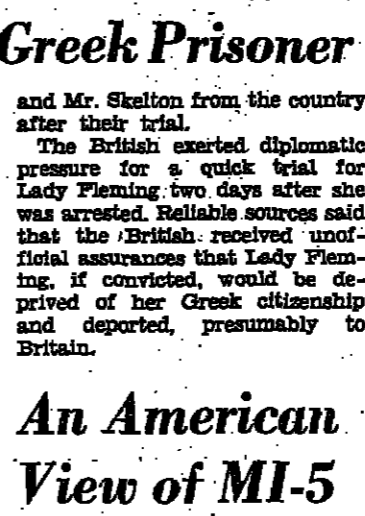 Greek Prisoner
and Mr. Skelton from the country
after their trial.
The British exerted diplomatic
pressure for a quick trial for
Lady Fleming two days after she
was arrested. Reliable sources said
that the British received unof-
ficial assurances that Lady Flem-
ing, if convicted, would be de-
prived of her Greek citizenship
and deported, presumably to
Britain.
An American
View of MI-5